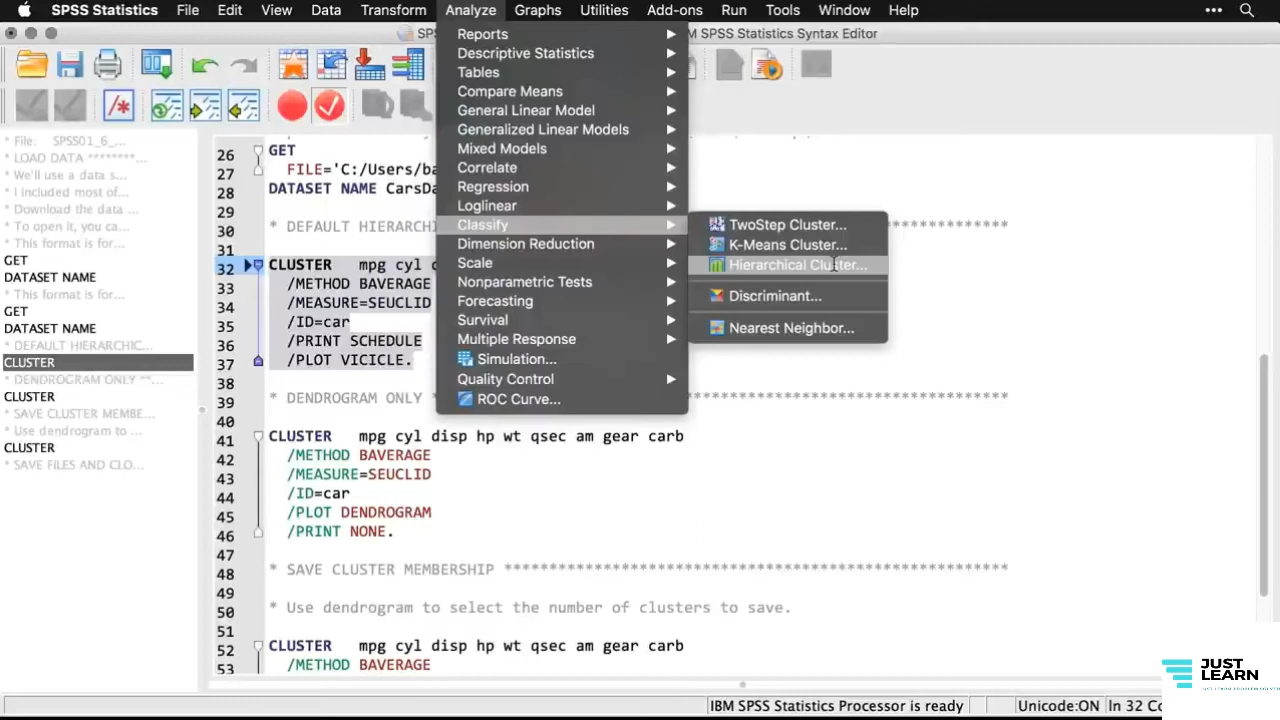 SPSS Statistics File Edit View Data Transform Analyze Graphs Utilities Add-ons Run Tools Window Help
SPS
M SPSS Statistics Syntax Editor
Reports
Descriptive Statistics
Tables
Compare Means
General Linear Model
Generalized Linear Models
Mixed Models
Correlate
Regression
Loglinear
Classify
Dimension Reduction
Scale
Nonparametric Tests
Forecasting
Survival
Multiple Response
Simulation...
Quality Control
ROC Curve...
TwoStep Cluster...
K-Means Cluster...
Hierarchical Cluster...
Discriminant...
Nearest Neighbor...
* File: SPSS01_6_...
* LOAD DATA ********...
* We'll use a data s...
* I included most of...
* Download the data ...
* To open it, you ca...
* This format is for...
GET
DATASET NAME
* This format is for...
GET
DATASET NAME
* DEFAULT HIERARCHIC...
CLUSTER
* DENDROGRAM ONLY **...
CLUSTER
* SAVE CLUSTER MEMBE...
* Use dendrogram to ...
CLUSTER
* SAVE FILES AND CLO...
26 GET
27 FILE='C:/Users/ba
28 DATASET NAME CarsDa
29
30 * DEFAULT HIERARCHI ******************
31
32 CLUSTER mpg cyl d
33 /METHOD BAVERAGE
34 /MEASURE=SEUCLID
35 /ID=car
36 /PRINT SCHEDULE
37 /PLOT VICICLE.
38
39 * DENDROGRAM ONLY * ***********************************
40
41 CLUSTER mpg cyl disp hp wt qsec am gear carb
42 /METHOD BAVERAGE
43 /MEASURE=SEUCLID
44 /ID=car
45 /PLOT DENDROGRAM
46 /PRINT NONE.
47
48 * SAVE CLUSTER MEMBERSHIP ********************************************************
49
50 * Use dendrogram to select the number of clusters to save.
51
52 CLUSTER mpg cyl disp hp wt qsec am gear carb
53 /METHOD BAVERAGE
IBM SPSS Statistics Processor is ready Unicode:ON In 32 Co
JUST
LEARN